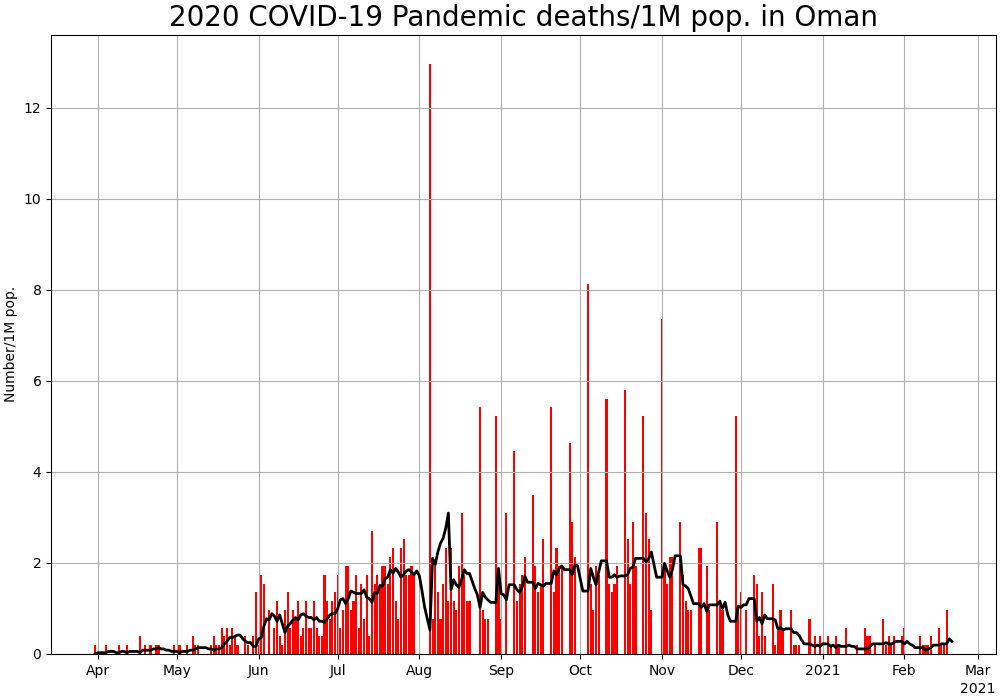 2020 COVID-19 Pandemic deaths/1M pop. in Oman
Number/1M pop.
12
10
8
6
4
2
0
Apr May Jun Jul Aug Sep Oct Nov Dec 2021 Feb Mar
2021